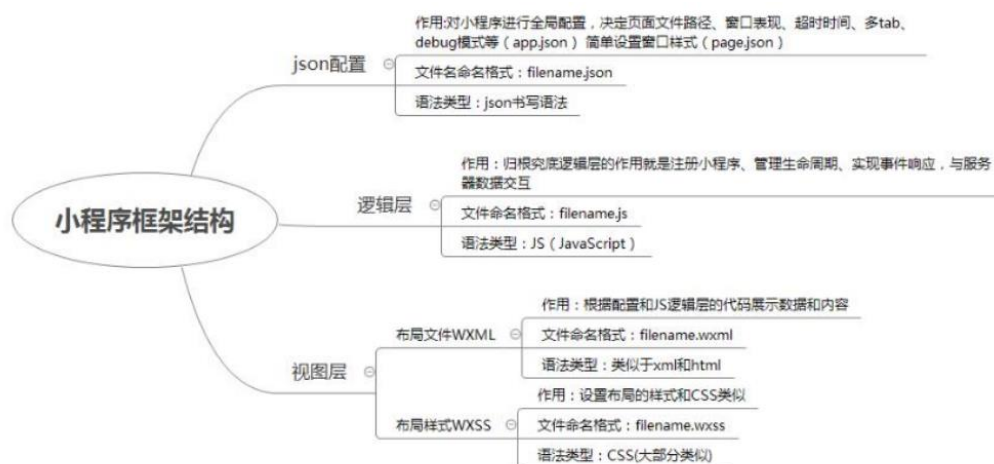 作用:对小程序进行全局配置，决定页面文件路径、窗口表现、超时时间、多tab、
debug模式等（app.json） 简单设置窗口样式（page.json）
json配置
文件名命名格式：filename.json
语法类型：json书写语法
作用：归根究底逻辑层的作用就是注册小程序、管理生命周期、实现事件响应，与服务
器数据交互
逻辑层
文件命名格式：filename.js
语法类型：JS（JavaScript）
小程序框架结构
作用：根据配置和JS逻辑层的代码展示数据和内容
布局文件WXML
文件命名格式：filename.wxml
语法类型：类似于xml和html
视图层
作用：设置布局的样式和CSS类似
布局样式WXSS
文件命名格式：filename.wxss
语法类型：CSS(大部分类似)